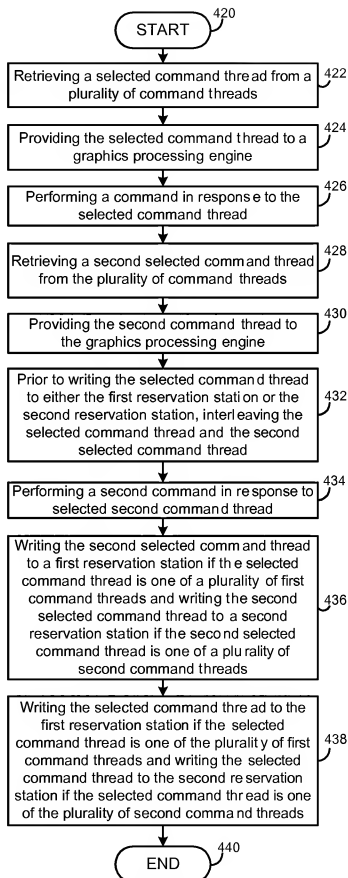 START
420
Retrieving a selected command thread from a
plurality of command threads
422
Providing the selected command thread to a
graphics processing engine
424
Performing a command in response to the
selected command thread
426
Retrieving a second selected command thread
from the plurality of command threads
428
Providing the second command thread to
the graphics processing engine
430
Prior to writing the selected command thread
to either the first reservation station or the
second reservation station, interleaving the
selected command thread and the second
selected command thread
432
Performing a second command in response to
selected second command thread
434
Writing the second selected command thread
to a first reservation station if the selected
command thread is one of a plurality of first
command threads and writing the second
selected command thread to a second
reservation station if the second selected
command thread is one of a plurality of
second command threads
436
Writing the selected command thread to the
first reservation station if the selected
command thread is one of the plurality of first
command threads and writing the selected
command thread to the second reservation
station if the selected command thread is one
of the plurality of second command threads
438
END
440